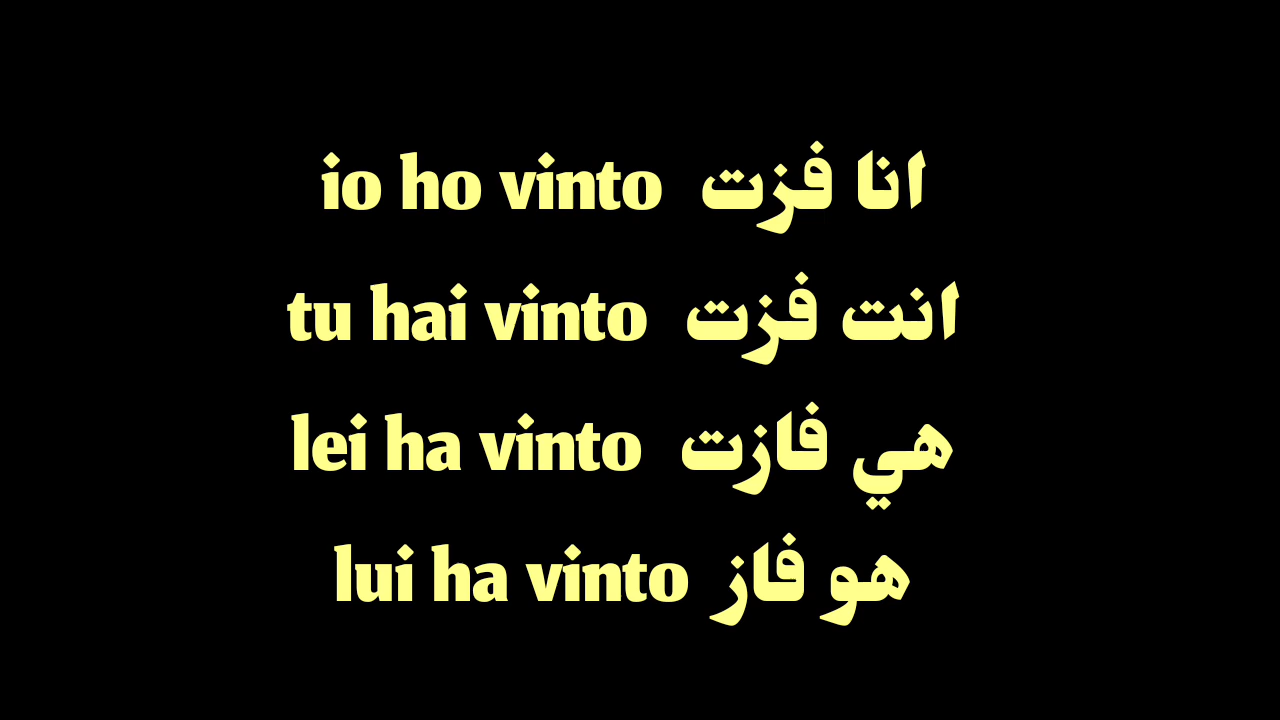 io ho vinto انا فزت
tu hai vinto انت فزت
lei ha vinto هي فازت
lui ha vinto هو فاز